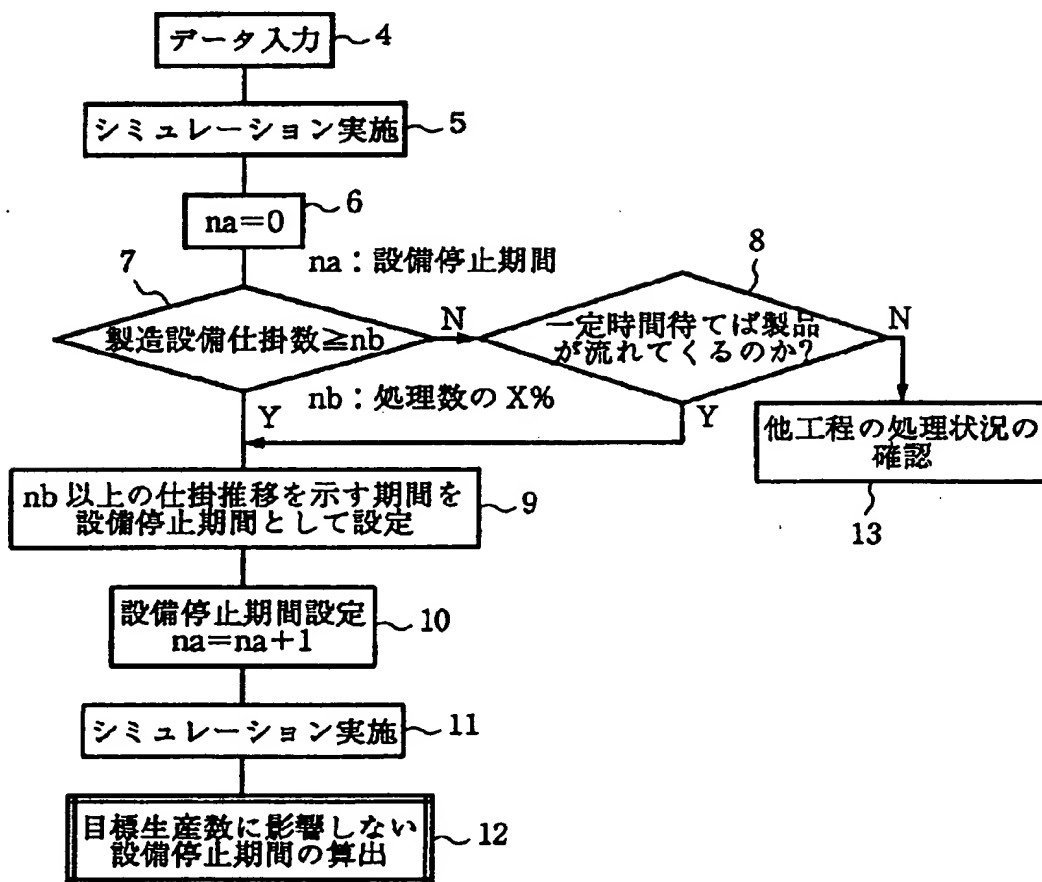 データ入力
4
シミュレーション実施
5
na=0
6
na:設備停止期間
7
製造設備仕掛数≧nb
N
8
一定時間待てば製品
が流れてくるのか?
N
nb:処理数のX%
Y
Y
他工程の処理状況の
確認
13
nb以上の仕掛推移を示す期間を
設備停止期間として設定
9
設備停止期間設定
na=na+1
10
シミュレーション実施
11
目標生産数に影響しない
設備停止期間の算出
12